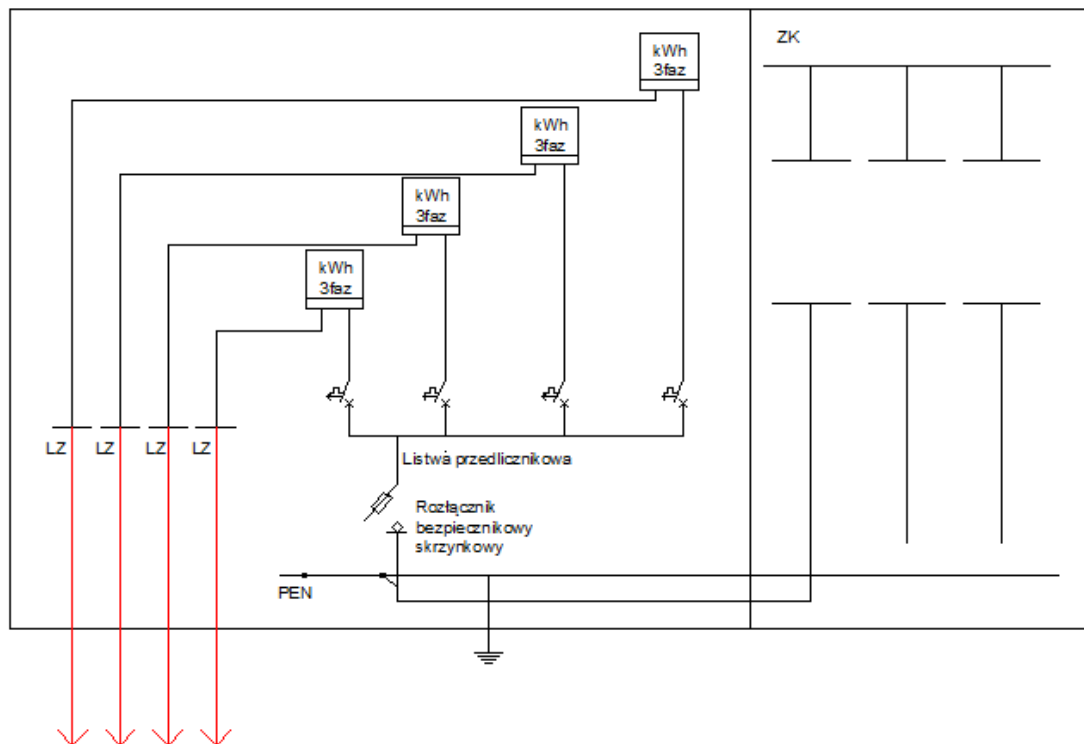 kWh
3faz
ZK
kWh
3faz
kWh
3faz
kWh
3faz
LZ
LZ
LZ
LZ
Listwa przedlicznikowa
Rozłącznik
bezpiecznikowy
skrzynkowy
PEN